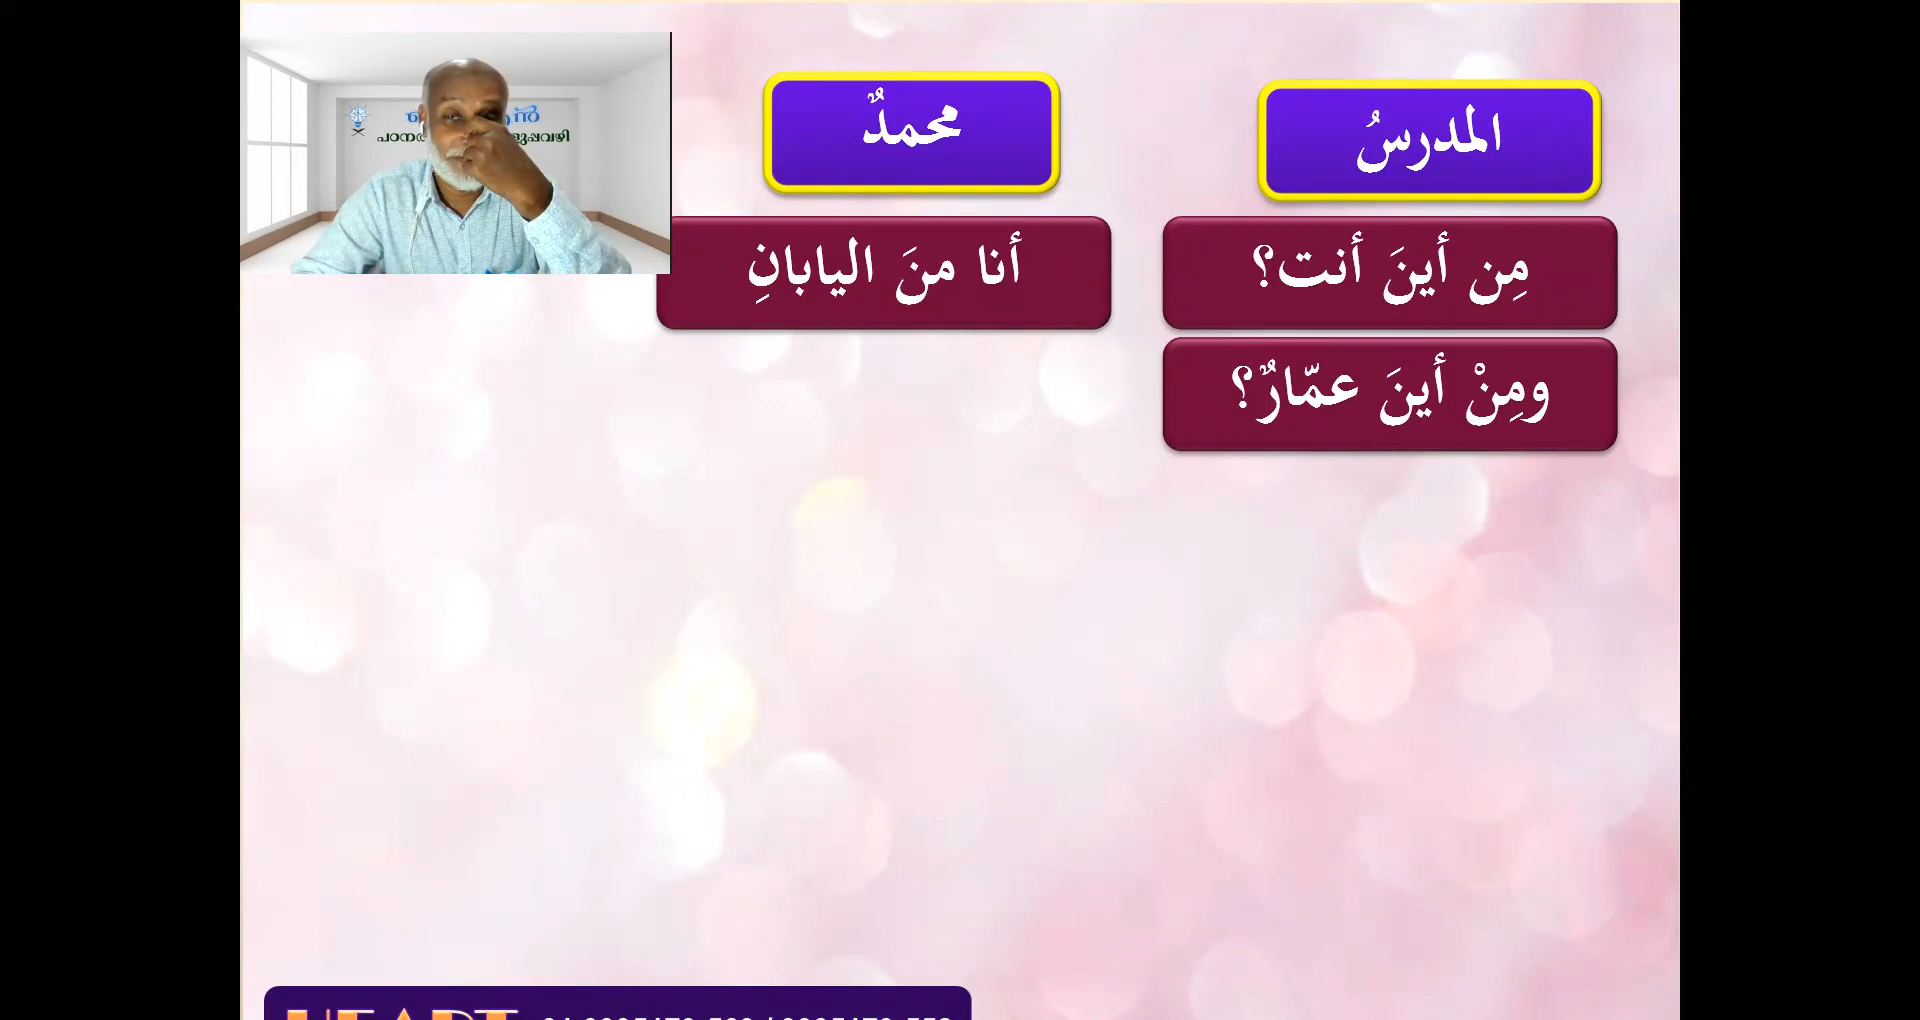 المدرسُ
محمدٌ
مِن أينَ أنت؟
أنا منَ اليابانِ
ومِنْ أينَ عمّارٌ؟